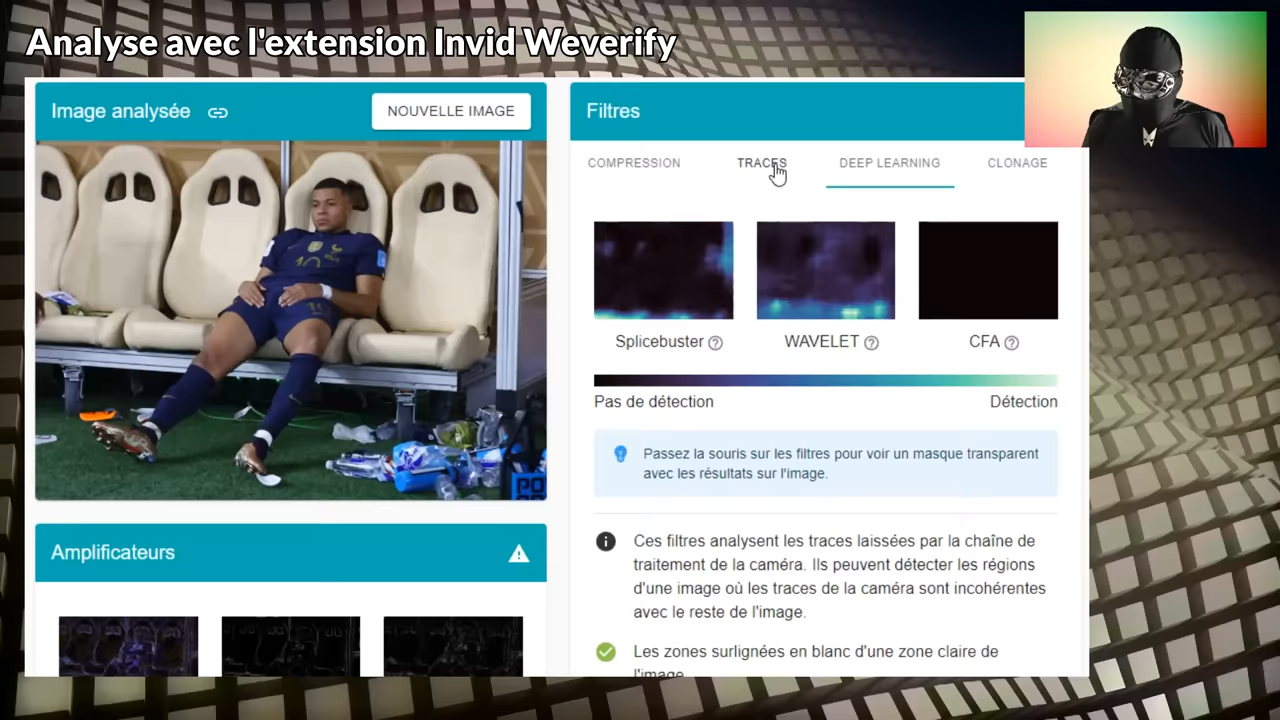 Analyse avec l'extension Invid Weverify
Image analysée
NOUVELLE IMAGE
10
PO
Amplificateurs
Filtres
COMPRESSION
TRACES
DEEP LEARNING
CLONAGE
Splicebuster
WAVELET
CFA
Pas de détection
Détection
Passez la souris sur les filtres pour voir un masque transparent
avec les résultats sur l'image.
Ces filtres analysent les traces laissées par la chaîne de
traitement de la caméra. Ils peuvent détecter les régions
d'une image où les traces de la caméra sont incohérentes
avec le reste de l'image.
Les zones surlignées en blanc d'une zone claire de
l'image